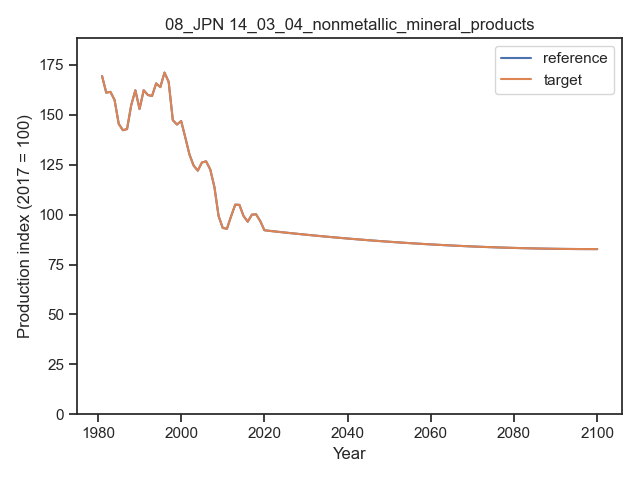 08_JPN 14_03_04_nonmetallic_mineral_products
reference
target
Production index (2017 = 100)
175
150
125
100
75
50
25
0
1980 2000 2020 2040 2060 2080 2100
Year